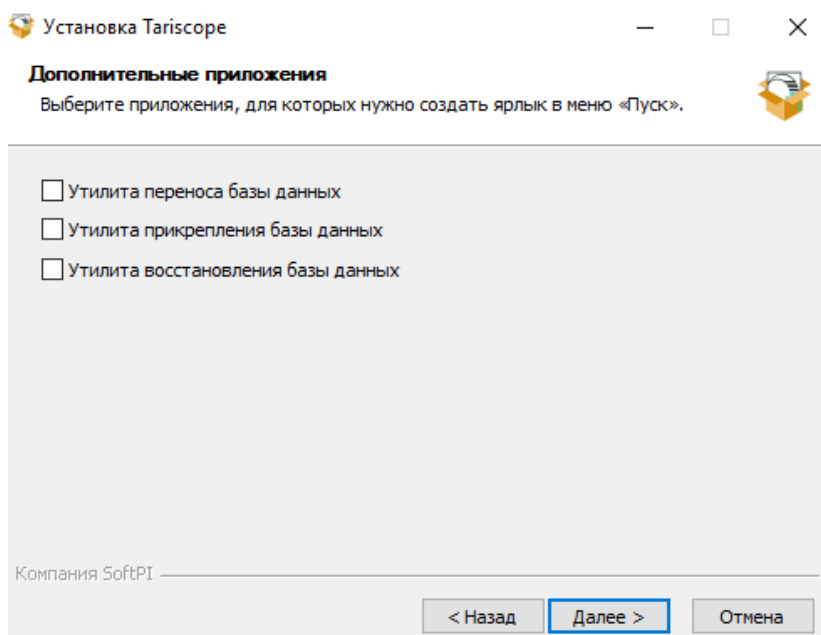 Установка Tariscope
Дополнительные приложения
Выберите приложения, для которых нужно создать ярлык в меню «Пуск».
Утилита переноса базы данных
Утилита прикрепления базы данных
Утилита восстановления базы данных
Компания SoftPI
< Назад
Далее >
Отмена